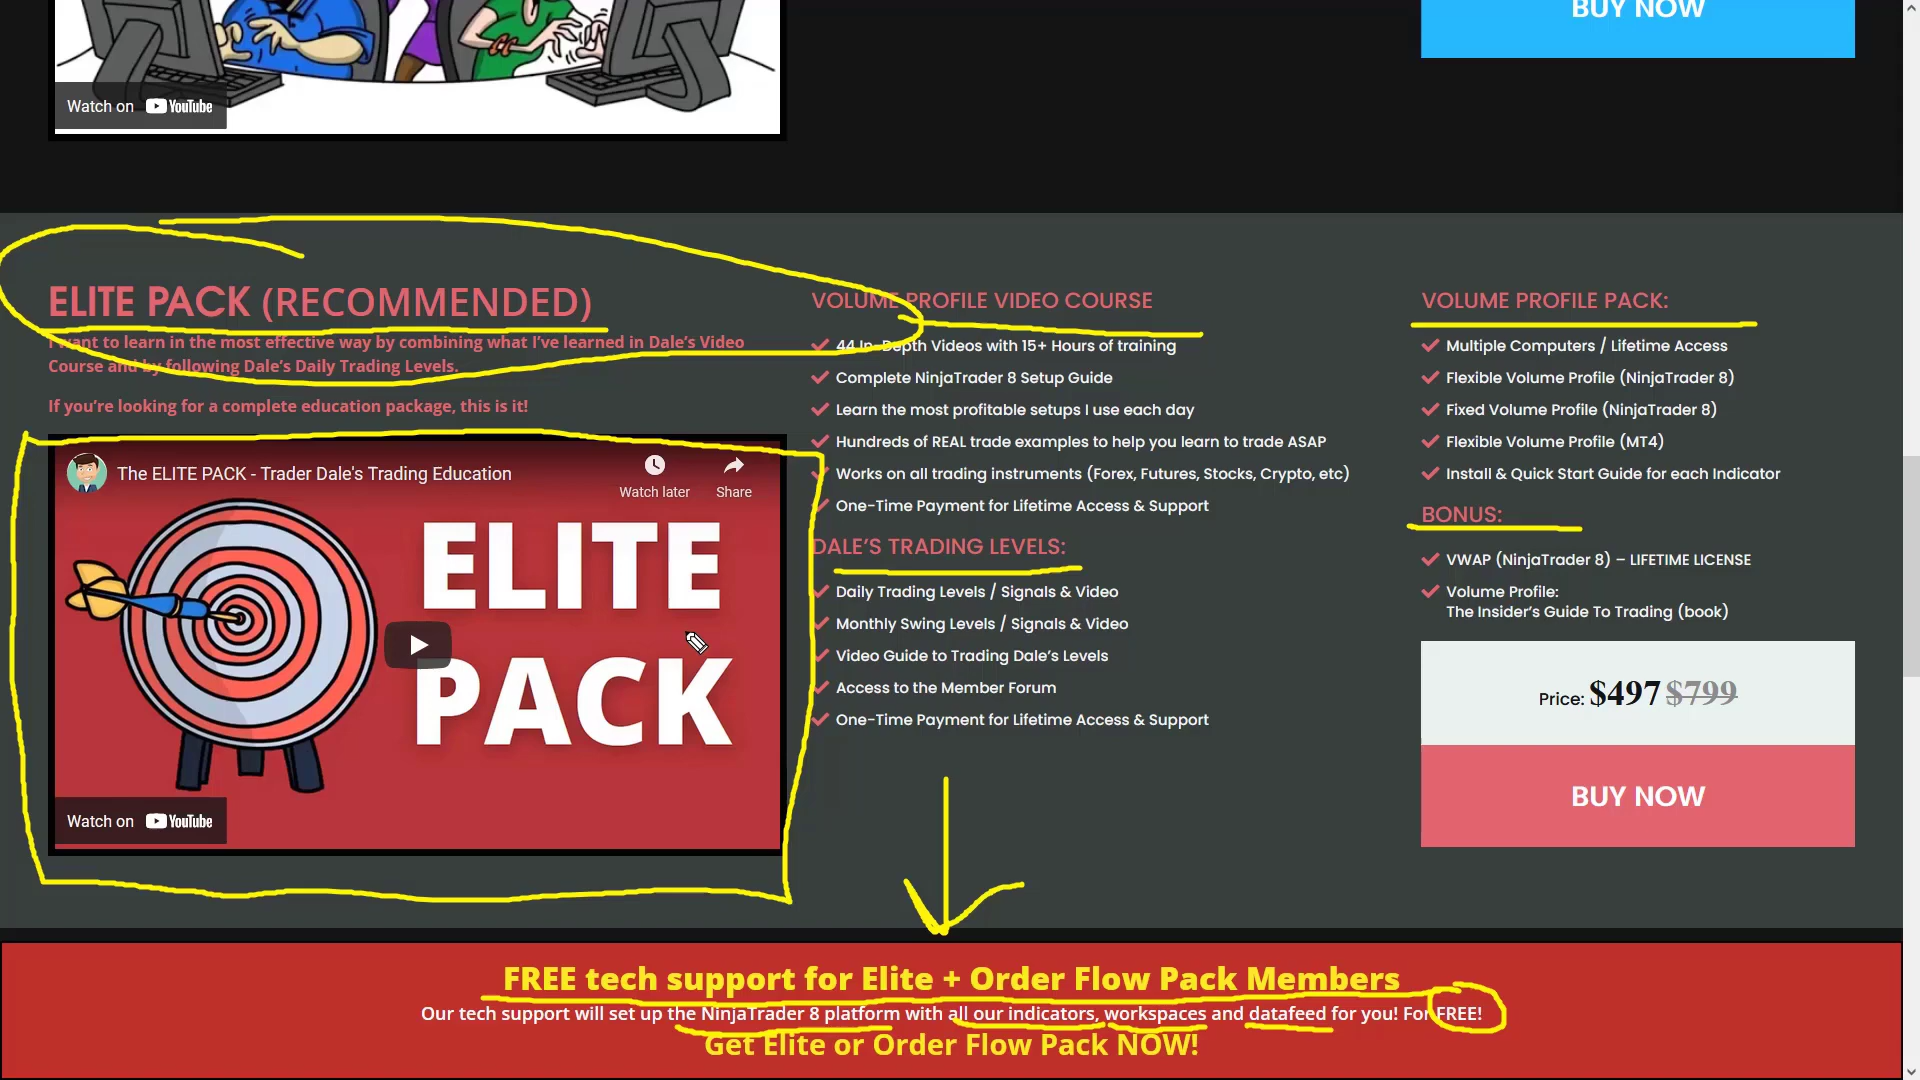 BUY NOW
Watch on YouTube
ELITE PACK (RECOMMENDED)
I want to learn in the most effective way by combining what I've learned in Dale's Video
Course and by following Dale's Daily Trading Levels.
If you're looking for a complete education package, this is it!
The ELITE PACK - Trader Dale's Trading Education
Watch later
Share
ELITE
PACK
Watch on YouTube
VOLUME PROFILE VIDEO COURSE
44 In-Depth Videos with 15+ Hours of training
Complete NinjaTrader 8 Setup Guide
Learn the most profitable setups I use each day
Hundreds of REAL trade examples to help you learn to trade ASAP
Works on all trading instruments (Forex, Futures, Stocks, Crypto, etc)
One-Time Payment for Lifetime Access & Support
DALE'S TRADING LEVELS:
Daily Trading Levels / Signals & Video
Monthly Swing Levels / Signals & Video
Video Guide to Trading Dale's Levels
Access to the Member Forum
One-Time Payment for Lifetime Access & Support
VOLUME PROFILE PACK:
Multiple Computers / Lifetime Access
Flexible Volume Profile (NinjaTrader 8)
Fixed Volume Profile (NinjaTrader 8)
Flexible Volume Profile (MT4)
Install & Quick Start Guide for each Indicator
BONUS:
VWAP (NinjaTrader 8) – LIFETIME LICENSE
Volume Profile:
The Insider's Guide To Trading (book)
Price: $497 $799
BUY NOW
FREE tech support for Elite + Order Flow Pack Members
Our tech support will set up the NinjaTrader 8 platform with all our indicators, workspaces and datafeed for you! For FREE!
Get Elite or Order Flow Pack NOW!